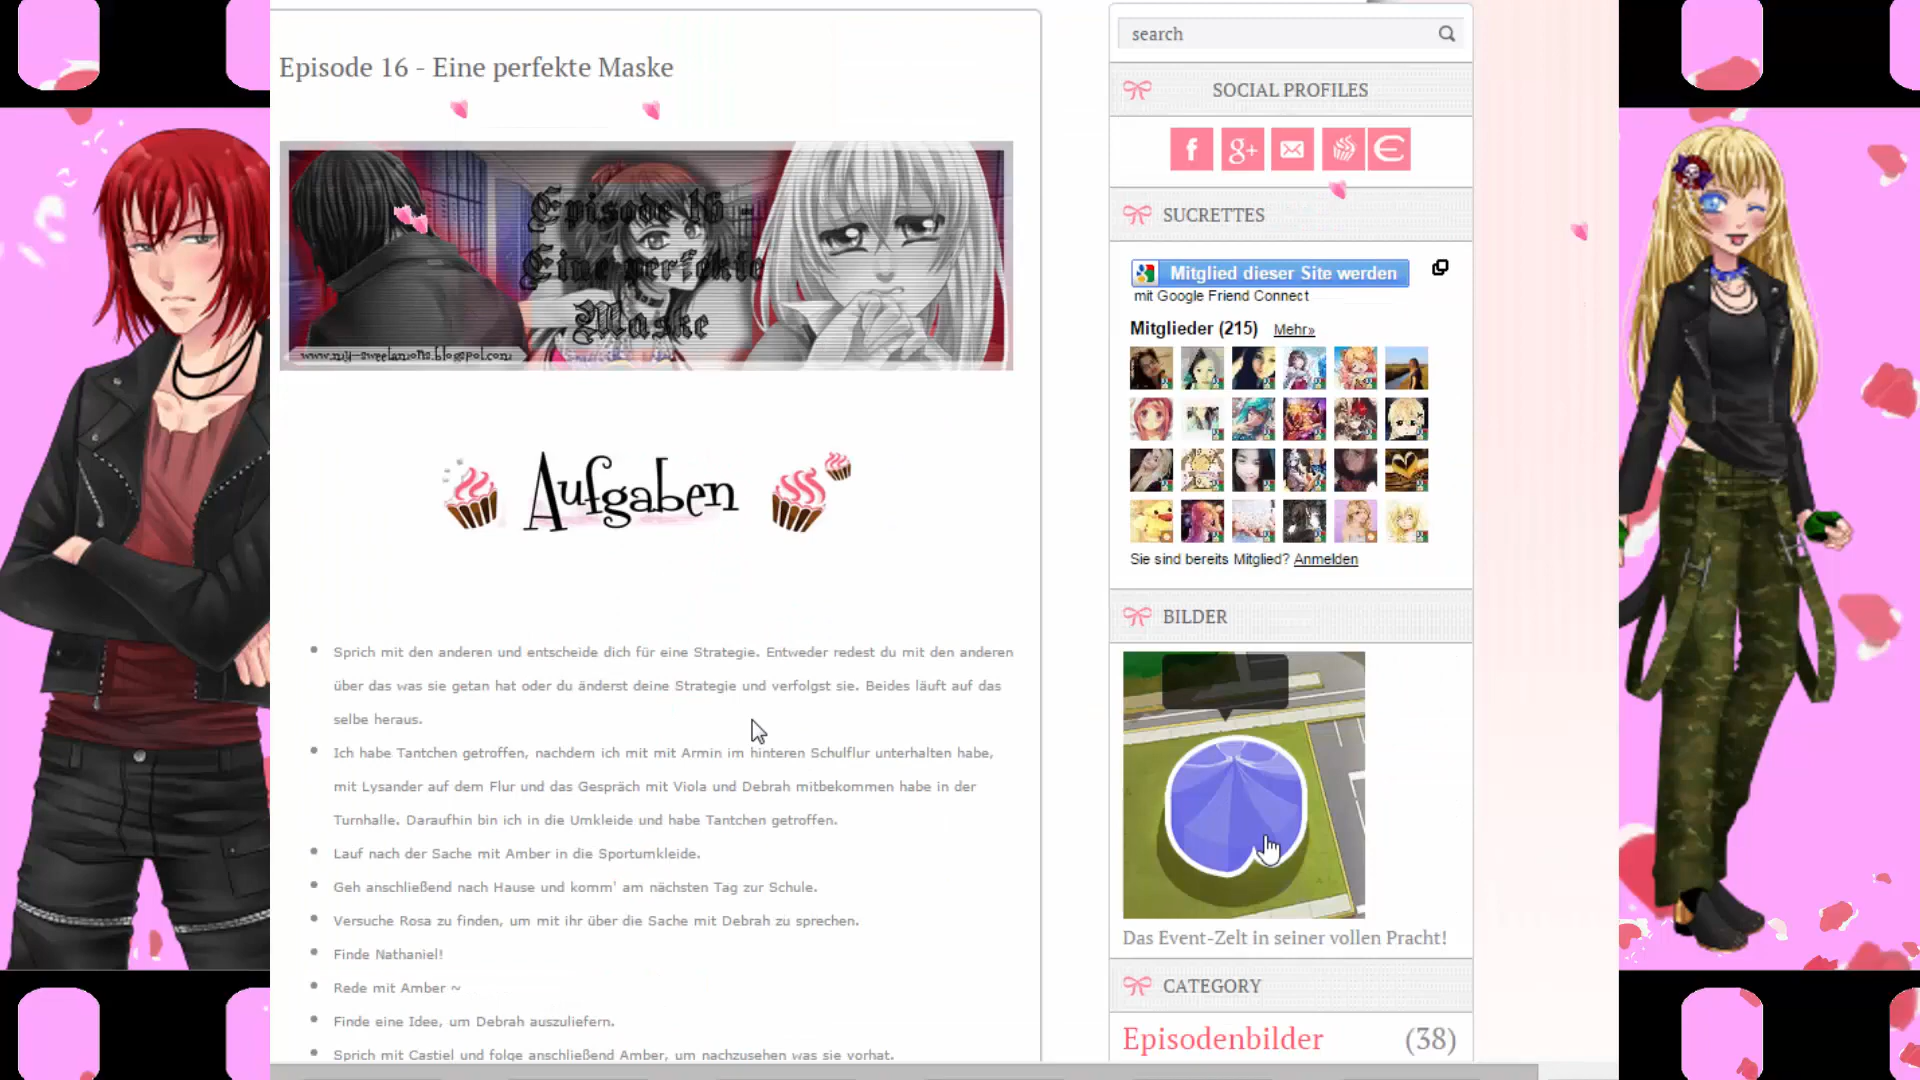 Episode 16 - Eine perfekte Maske
Episode 16 -
Eine perfekte
Maske
www.my-sweetamoris.blogspot.com
Aufgaben
Sprich mit den anderen und entscheide dich für eine Strategie. Entweder redest du mit den anderen
über das was sie getan hat oder du änderst deine Strategie und verfolgst sie. Beides läuft auf das
selbe heraus.
Ich habe Tantchen getroffen, nachdem ich mit mit Armin im hinteren Schulflur unterhalten habe,
mit Lysander auf dem Flur und das Gespräch mit Viola und Debrah mitbekommen habe in der
Turnhalle. Daraufhin bin ich in die Umkleide und habe Tantchen getroffen.
Lauf nach der Sache mit Amber in die Sportumkleide.
Geh anschließend nach Hause und komm' am nächsten Tag zur Schule.
Versuche Rosa zu finden, um mit ihr über die Sache mit Debrah zu sprechen.
Finde Nathaniel!
Rede mit Amber ~
Finde eine Idee, um Debrah auszuliefern.
Sprich mit Castiel und folge anschließend Amber, um nachzusehen was sie vorhat.
search
SOCIAL PROFILES
f g+
SUCRETTES
Mitglied dieser Site werden
mit Google Friend Connect
Mitglieder (215) Mehr»
Sie sind bereits Mitglied? Anmelden
BILDER
Das Event-Zelt in seiner vollen Pracht!
CATEGORY
Episodenbilder (38)